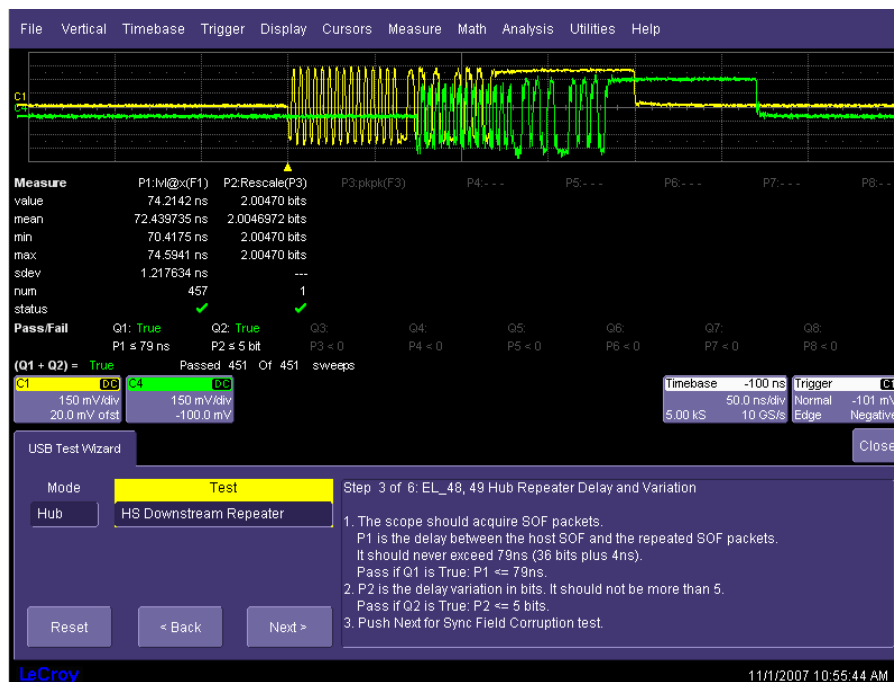 File Vertical Timebase Trigger Display Cursors Measure Math Analysis Utilities Help
C1
C4
Measure P1:lvl@x(F1) P2:Rescale(P3) P3:pkpk(F3) P4:- - - P5:- - - P6:- - - P7:- - - P8:- - -
value 74.2142 ns 2.00470 bits
mean 72.439735 ns 2.0046972 bits
min 70.4175 ns 2.00470 bits
max 74.5941 ns 2.00470 bits
sdev 1.217634 ns ---
num 457 1
status
Pass/Fail Q1: True Q2: True Q3: Q4: Q5: Q6: Q7: Q8:
P1 ≤ 79 ns P2 ≤ 5 bit P3 < 0 P4 < 0 P5 < 0 P6 < 0 P7 < 0 P8 < 0
(Q1 + Q2) = True Passed 451 Of 451 sweeps
C1 DC C4 DC Timebase -100 ns Trigger C1
150 mV/div 150 mV/div 50.0 ns/div Normal -101 mV
20.0 mV ofst -100.0 mV 5.00 kS 10 GS/s Edge Negative
USB Test Wizard Close
Mode Test
Hub HS Downstream Repeater
Step 3 of 6: EL_48, 49 Hub Repeater Delay and Variation
1. The scope should acquire SOF packets.
P1 is the delay between the host SOF and the repeated SOF packets.
It should never exceed 79ns (36 bits plus 4ns).
Pass if Q1 is True: P1 <= 79ns.
2. P2 is the delay variation in bits. It should not be more than 5.
Pass if Q2 is True: P2 <= 5 bits.
3. Push Next for Sync Field Corruption test.
Reset < Back Next >
LeCroy 11/1/2007 10:55:44 AM